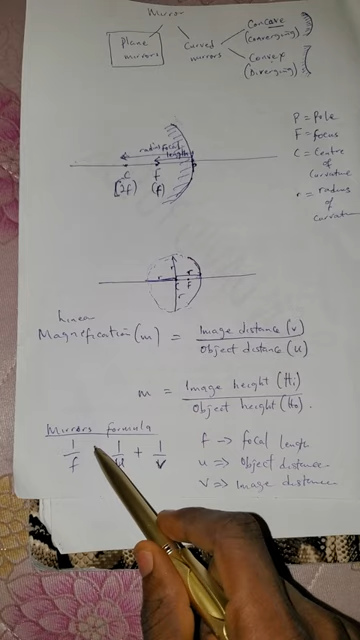 Mirror
Plane
mirrors
Curved
mirrors
Concave
(Converging)
Convex
(Diverging)
radius
focal
length
C
[2f]
f
(f)
P = Pole
F = Focus
C = Centre
of
Curvature
r = radius
of
Curvature
r
r
f
r
Linear
Magnification (m) = Image distance (v)
Object distance (u)
m = Image height (Hi)
Object height (Ho).
Mirrors formula
1/f 1/u + 1/v
f → focal length
u => Object distance
v => Image distance